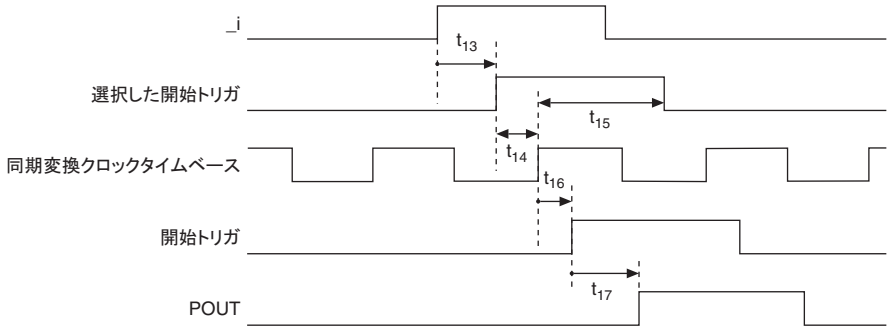 _i
t13
選択した開始トリガ
t15
t14
同期変換クロックタイムベース
t16
開始トリガ
t17
POUT